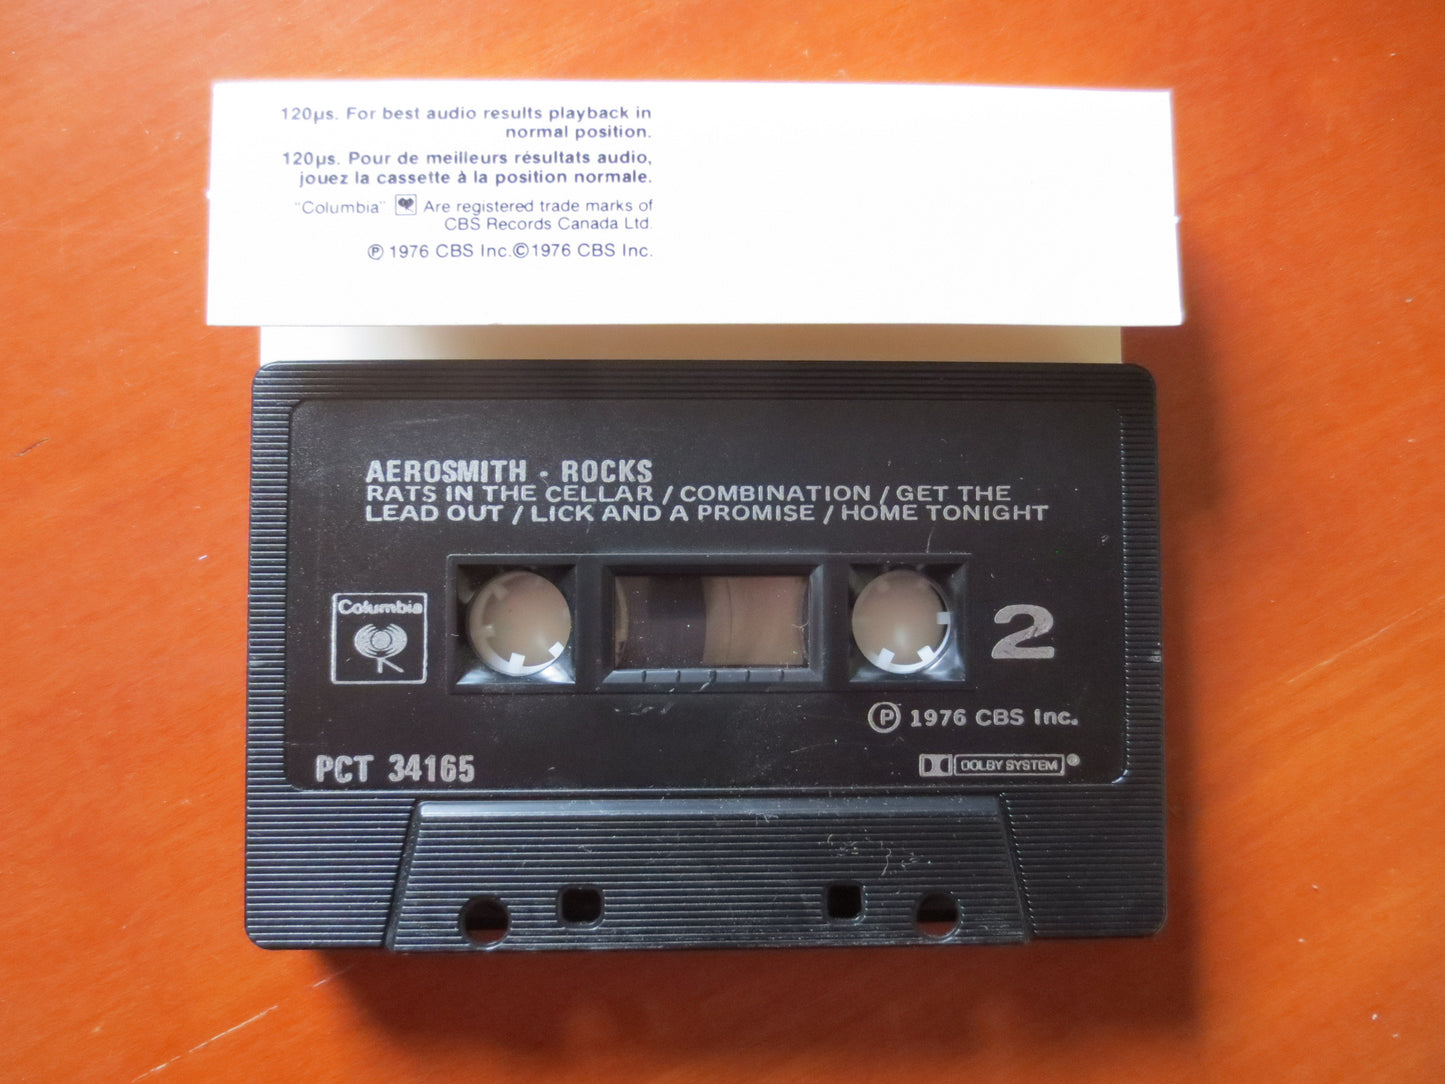 120µs. For best audio results playback in
normal position.
120µs. Pour de meilleurs résultats audio,
jouez la cassette à la position normale.
"Columbia" Are registered trade marks of
CBS Records Canada Ltd.
℗ 1976 CBS Inc.©1976 CBS Inc.
AEROSMITH · ROCKS
RATS IN THE CELLAR / COMBINATION / GET THE
LEAD OUT / LICK AND A PROMISE / HOME TONIGHT
Columbia
2
℗ 1976 CBS Inc.
PCT 34165
DOLBY SYSTEM®